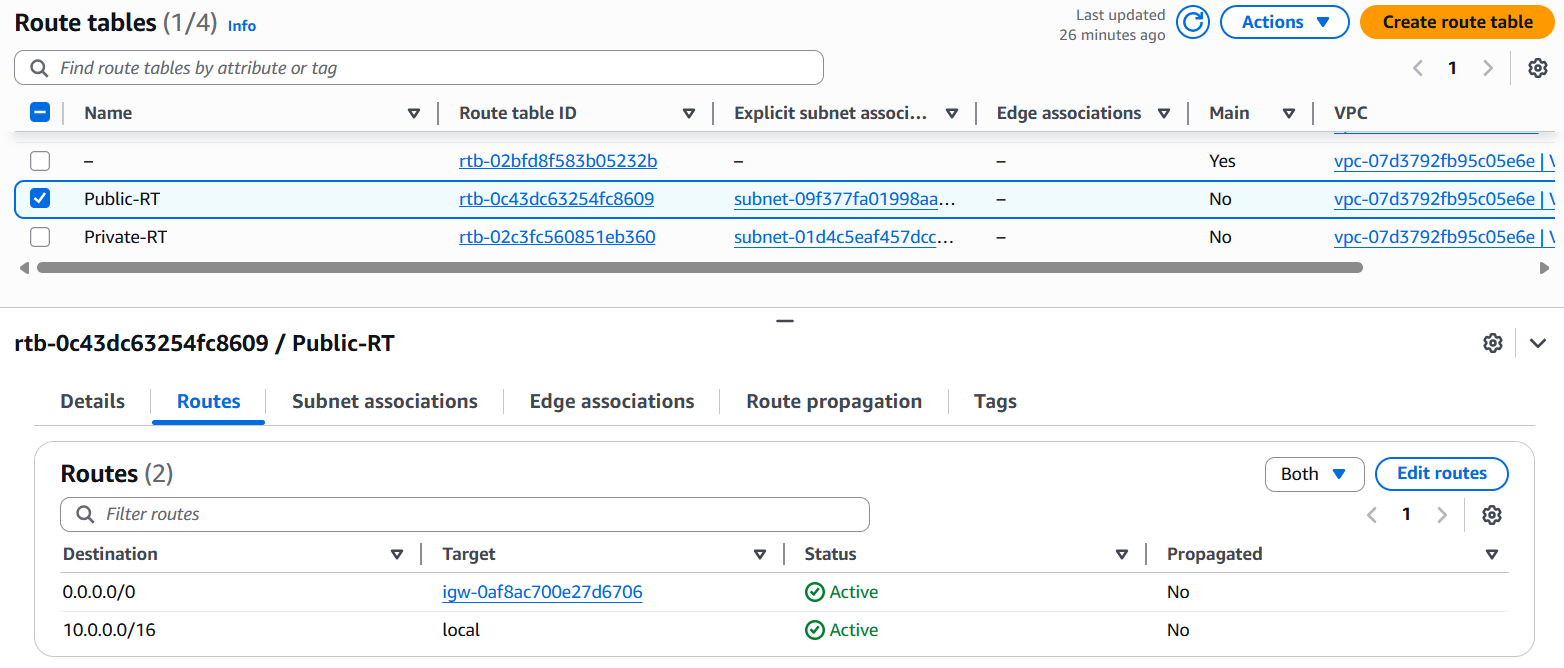 Route tables (1/4) Info
Last updated
26 minutes ago
Actions
Create route table
Find route tables by attribute or tag
1
Name Route table ID Explicit subnet associ... Edge associations Main VPC
– rtb-02bfd8f583b05232b – – Yes vpc-07d3792fb95c05e6e | V
Public-RT rtb-0c43dc63254fc8609 subnet-09f377fa01998aa... – No vpc-07d3792fb95c05e6e | V
Private-RT rtb-02c3fc560851eb360 subnet-01d4c5eaf457dcc... – No vpc-07d3792fb95c05e6e | V
rtb-0c43dc63254fc8609 / Public-RT
Details Routes Subnet associations Edge associations Route propagation Tags
Routes (2)
Both
Edit routes
Filter routes
1
Destination Target Status Propagated
0.0.0.0/0 igw-0af8ac700e27d6706 Active No
10.0.0.0/16 local Active No